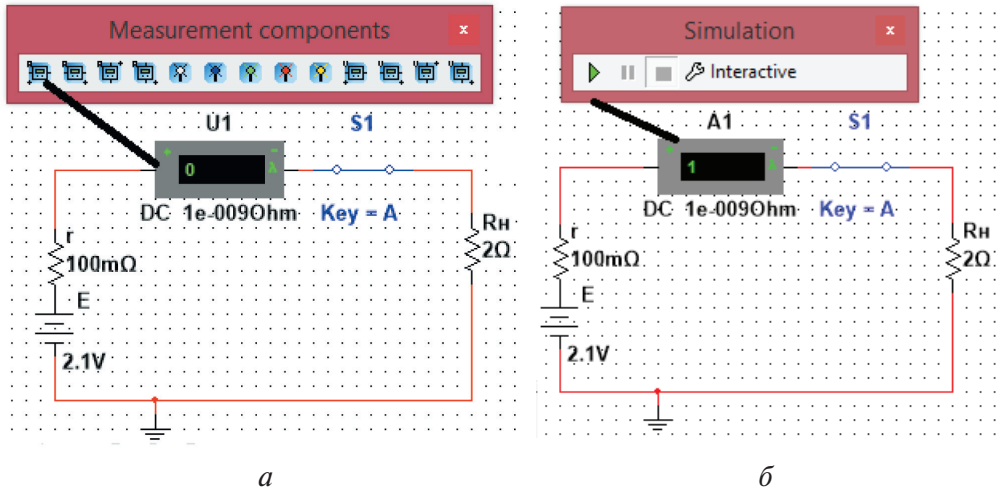 Measurement components x
U1 S1
0
DC 1e-009Ohm Key = A
r
100mΩ
E
2.1V
Rн
2Ω
а
Simulation x
Interactive
A1 S1
1
DC 1e-009Ohm Key = A
r
100mΩ
E
2.1V
Rн
2Ω
б